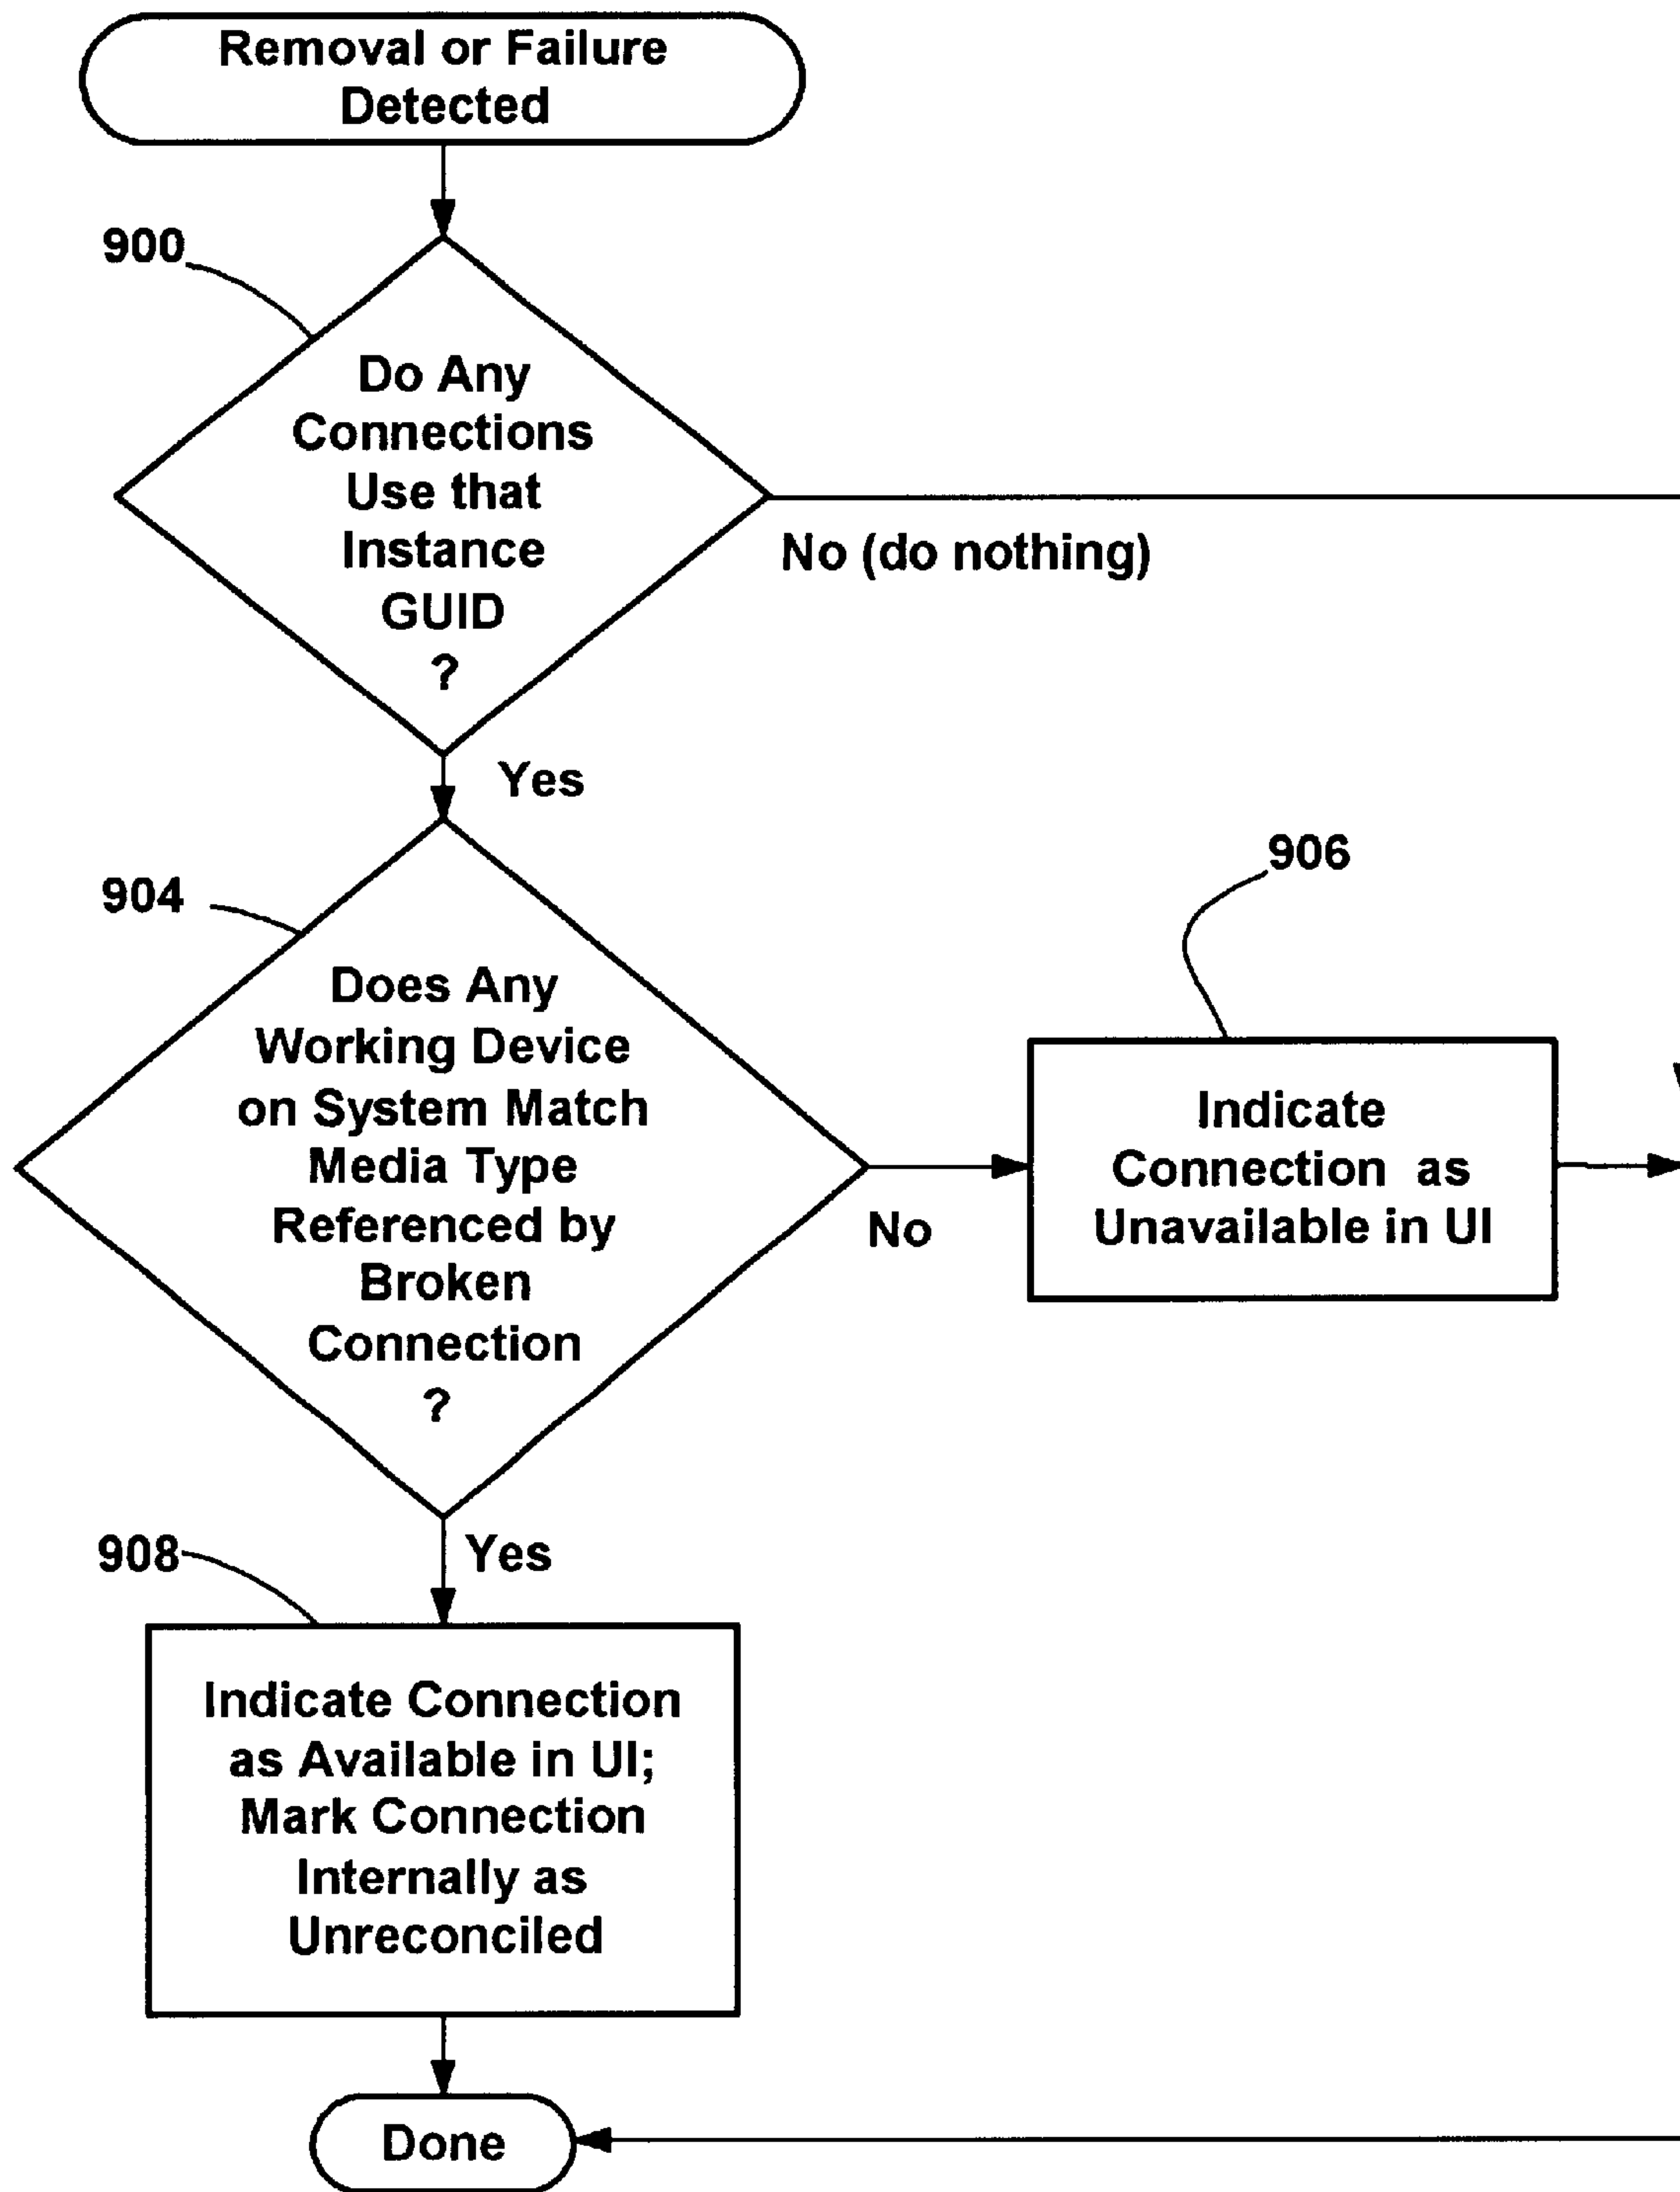 Removal or Failure
Detected
900
Do Any
Connections
Use that
Instance
GUID
?
No (do nothing)
Yes
904
Does Any
Working Device
on System Match
Media Type
Referenced by
Broken
Connection
?
No
906
Indicate
Connection as
Unavailable in UI
Yes
908
Indicate Connection
as Available in UI;
Mark Connection
Internally as
Unreconciled
Done